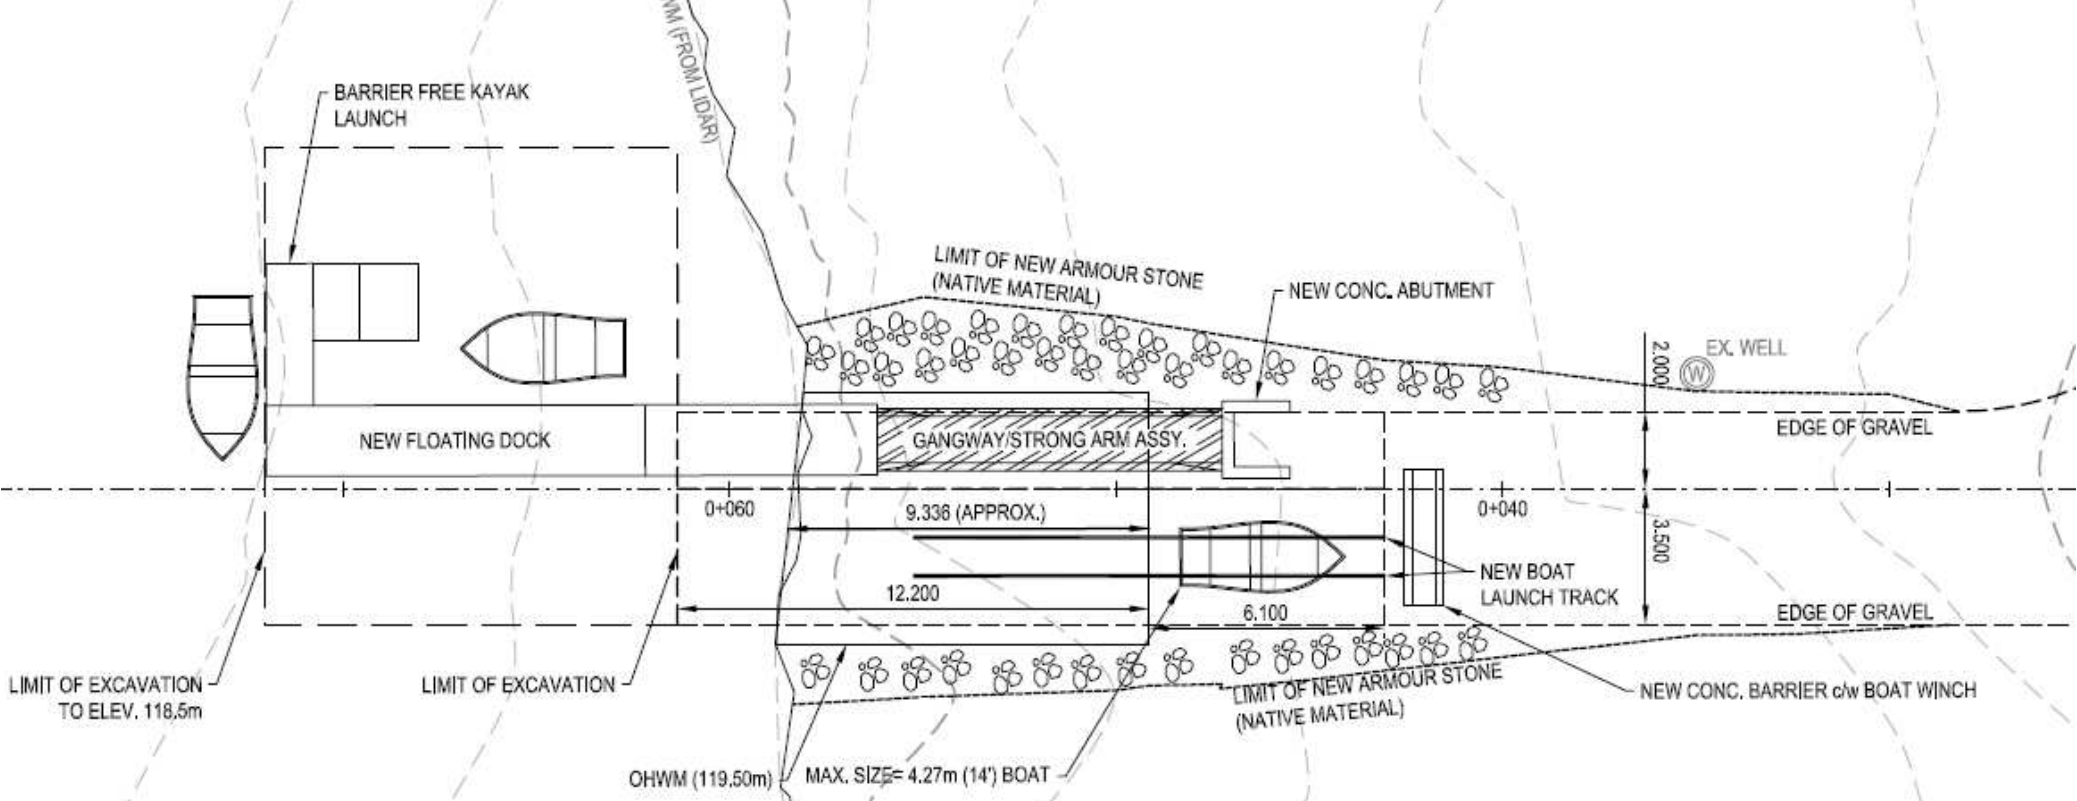 WM (FROM LIDAR)
BARRIER FREE KAYAK
LAUNCH
LIMIT OF NEW ARMOUR STONE
(NATIVE MATERIAL)
NEW CONC. ABUTMENT
2.000
EX. WELL
W
NEW FLOATING DOCK
GANGWAY/STRONG ARM ASSY.
EDGE OF GRAVEL
0+060
9.336 (APPROX.)
0+040
3.500
NEW BOAT
LAUNCH TRACK
12.200
6.100
EDGE OF GRAVEL
LIMIT OF EXCAVATION
TO ELEV. 118.5m
LIMIT OF EXCAVATION
LIMIT OF NEW ARMOUR STONE
(NATIVE MATERIAL)
NEW CONC. BARRIER c/w BOAT WINCH
OHWM (119.50m)
MAX. SIZE= 4.27m (14') BOAT